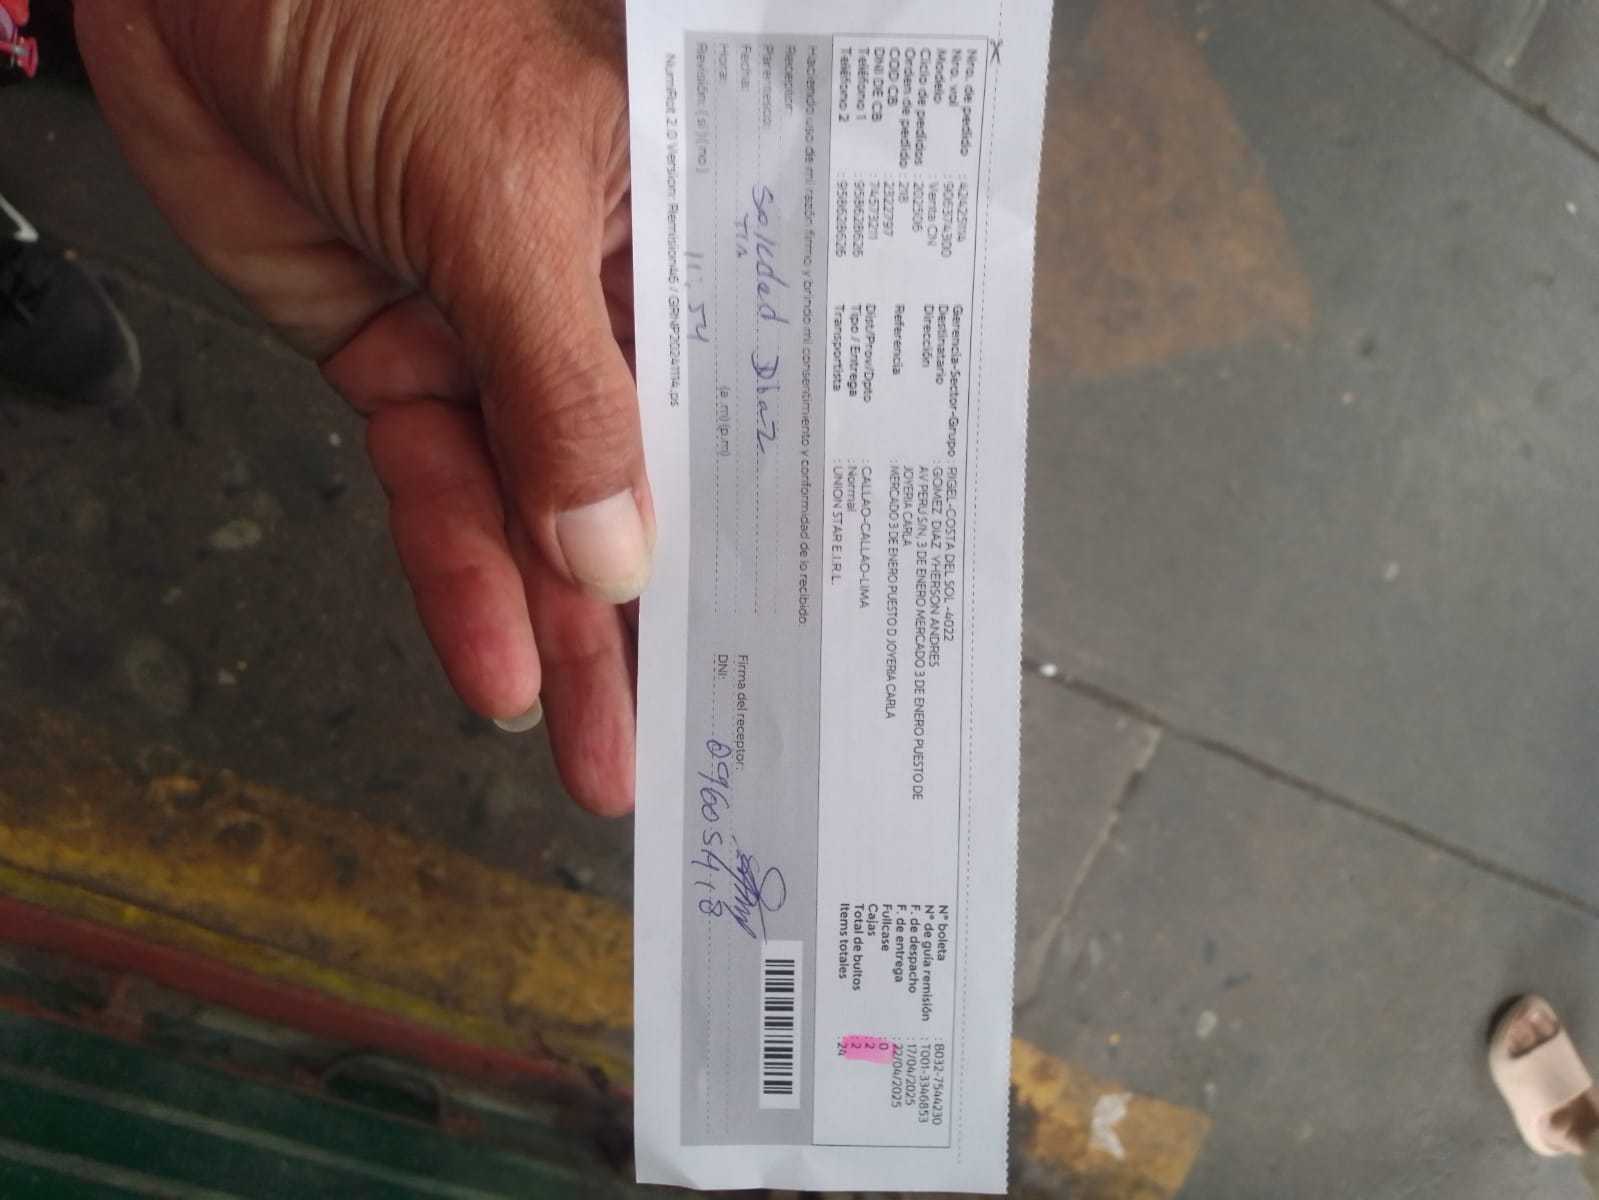 Nro. de pedido : 42425114
Nro. val : 906374300
Modelo : Venta CN
Ciclo de pedidos : 202506
Orden de pedido : 218
COD CB : 2322797
DNI DE CB : 74573211
Teléfono 1 : 958628626
Teléfono 2 : 958628626
Gerencia-Sector-Grupo : RIGEL-COSTA DEL SOL -4022
Destinatario : GOMEZ DIAZ YHERSON ANDRES
Dirección : AV PERU S/N, 3 DE ENERO MERCADO 3 DE ENERO PUESTO DE
JOYERIA CARLA
Referencia : MERCADO 3 DE ENERO PUESTO D JOYERIA CARLA
Dist/Prov/Dpto : CALLAO-CALLAO-LIMA
Tipo / Entrega : Normal
Transportista : UNION STAR E.I.R.L.
N° boleta : B032-7544230
N° de guía remisión : T001-3346853
F. de despacho : 17/04/2025
F. de entrega : 22/04/2025
Fullcase : 0
Cajas : 2
Total de bultos : 2
Items totales : 24
Haciendo uso de mi razón firmo y brindo mi consentimiento y conformidad de lo recibido.
Receptor:
Parentesco: Soledad Diaz
Fecha: TIA
Hora: 11:54 (a.m) (p.m)
Revisión: ( si ) ( no )
Firma del receptor:
DNI: 09605418
NumRot 2.0 Version: Remision46 / GRNP20241114.ps